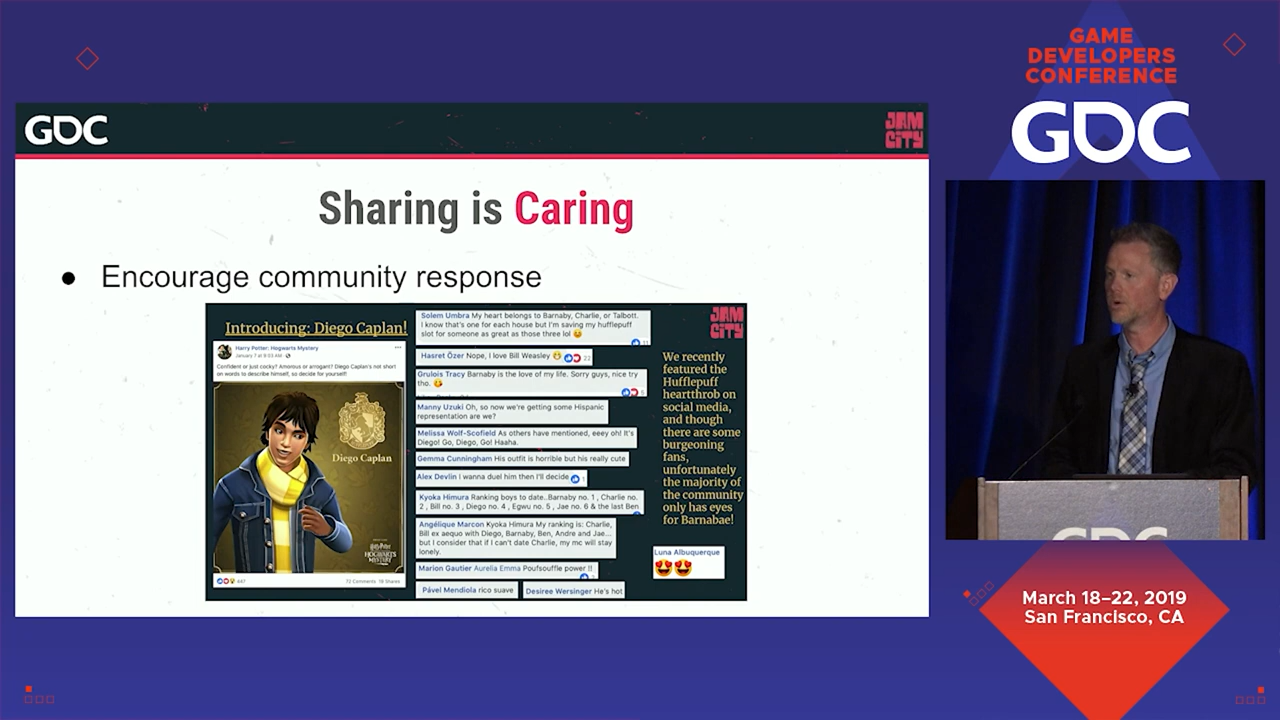 GAME
DEVELOPERS
CONFERENCE
GDC
GDC
JAM
CITY
Sharing is Caring
● Encourage community response
Introducing: Diego Caplan!
Harry Potter: Hogwarts Mystery
January 7 at 9:03 AM
Confident or just cocky? Amorous or arrogant? Diego Caplan's not short
on words to describe himself, so decide for yourself!
Diego Caplan
Harry Potter
HOGWARTS
MYSTERY
447
72 Comments 19 Shares
Solem Umbra My heart belongs to Barnaby, Charlie, or Talbott.
I know that's one for each house but I'm saving my hufflepuff
slot for someone as great as those three lol
Hasret Özer Nope, I love Bill Weasley
22
Grulois Tracy Barnaby is the love of my life. Sorry guys, nice try
tho.
Manny Uzuki Oh, so now we're getting some Hispanic
representation are we?
Melissa Wolf-Scofield As others have mentioned, eeey oh! It's
Diego! Go, Diego, Go! Haaha.
Gemma Cunningham His outfit is horrible but his really cute
Alex Devlin I wanna duel him then I'll decide
1
Kyoka Himura Ranking boys to date..Barnaby no. 1 , Charlie no.
2 , Bill no. 3 , Diego no. 4 , Egwu no. 5 , Jae no. 6 & the last Ben
Angélique Marcon Kyoka Himura My ranking is: Charlie,
Bill ex aequo with Diego, Barnaby, Ben, Andre and Jae...
but I consider that if I can't date Charlie, my mc will stay
lonely.
Marion Gautier Aurelia Emma Poufsouffle power !!
Pável Mendiola rico suave
Desiree Wersinger He's hot
JAM
CITY
We recently
featured the
Hufflepuff
heartthrob on
social media,
and though
there are some
burgeoning
fans,
unfortunately
the majority of
the community
only has eyes
for Barnabae!
Luna Albuquerque
😍😍
GDC
March 18–22, 2019
San Francisco, CA